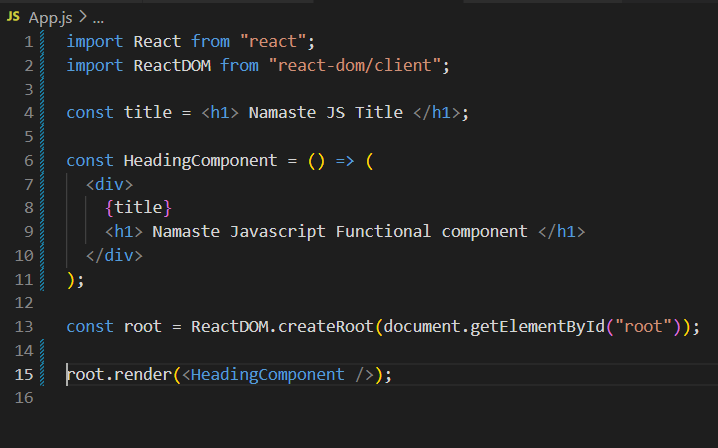 JS App.js > ...
1 import React from "react";
2 import ReactDOM from "react-dom/client";
3
4 const title = <h1> Namaste JS Title </h1>;
5
6 const HeadingComponent = () => (
7   <div>
8     {title}
9     <h1> Namaste Javascript Functional component </h1>
10   </div>
11 );
12
13 const root = ReactDOM.createRoot(document.getElementById("root"));
14
15 root.render(<HeadingComponent />);
16